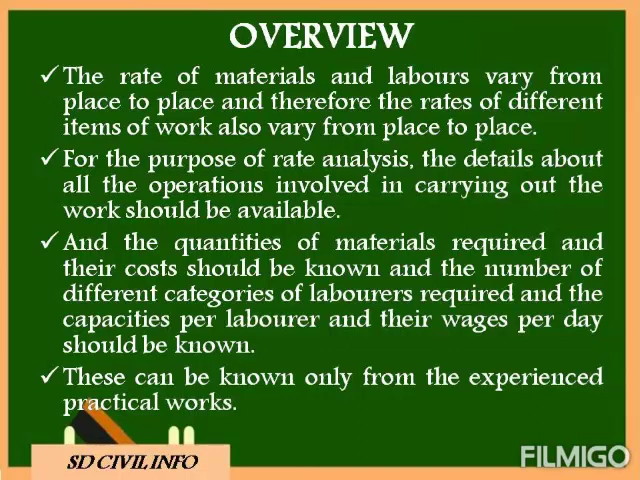 OVERVIEW
✓ The rate of materials and labours vary from
place to place and therefore the rates of different
items of work also vary from place to place.
✓ For the purpose of rate analysis, the details about
all the operations involved in carrying out the
work should be available.
✓ And the quantities of materials required and
their costs should be known and the number of
different categories of labourers required and the
capacities per labourer and their wages per day
should be known.
✓ These can be known only from the experienced
practical works.
SD CIVIL INFO
FILMIGO